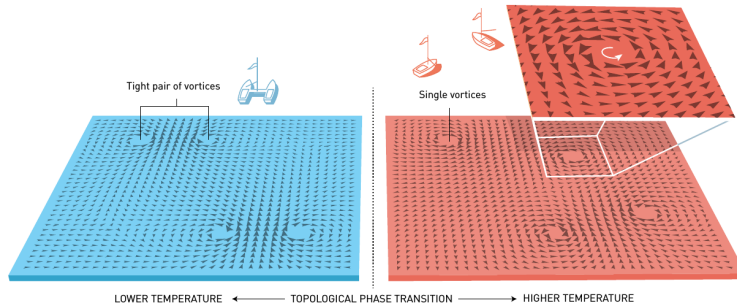 Tight pair of vortices
Single vortices
LOWER TEMPERATURE
TOPOLOGICAL PHASE TRANSITION
HIGHER TEMPERATURE